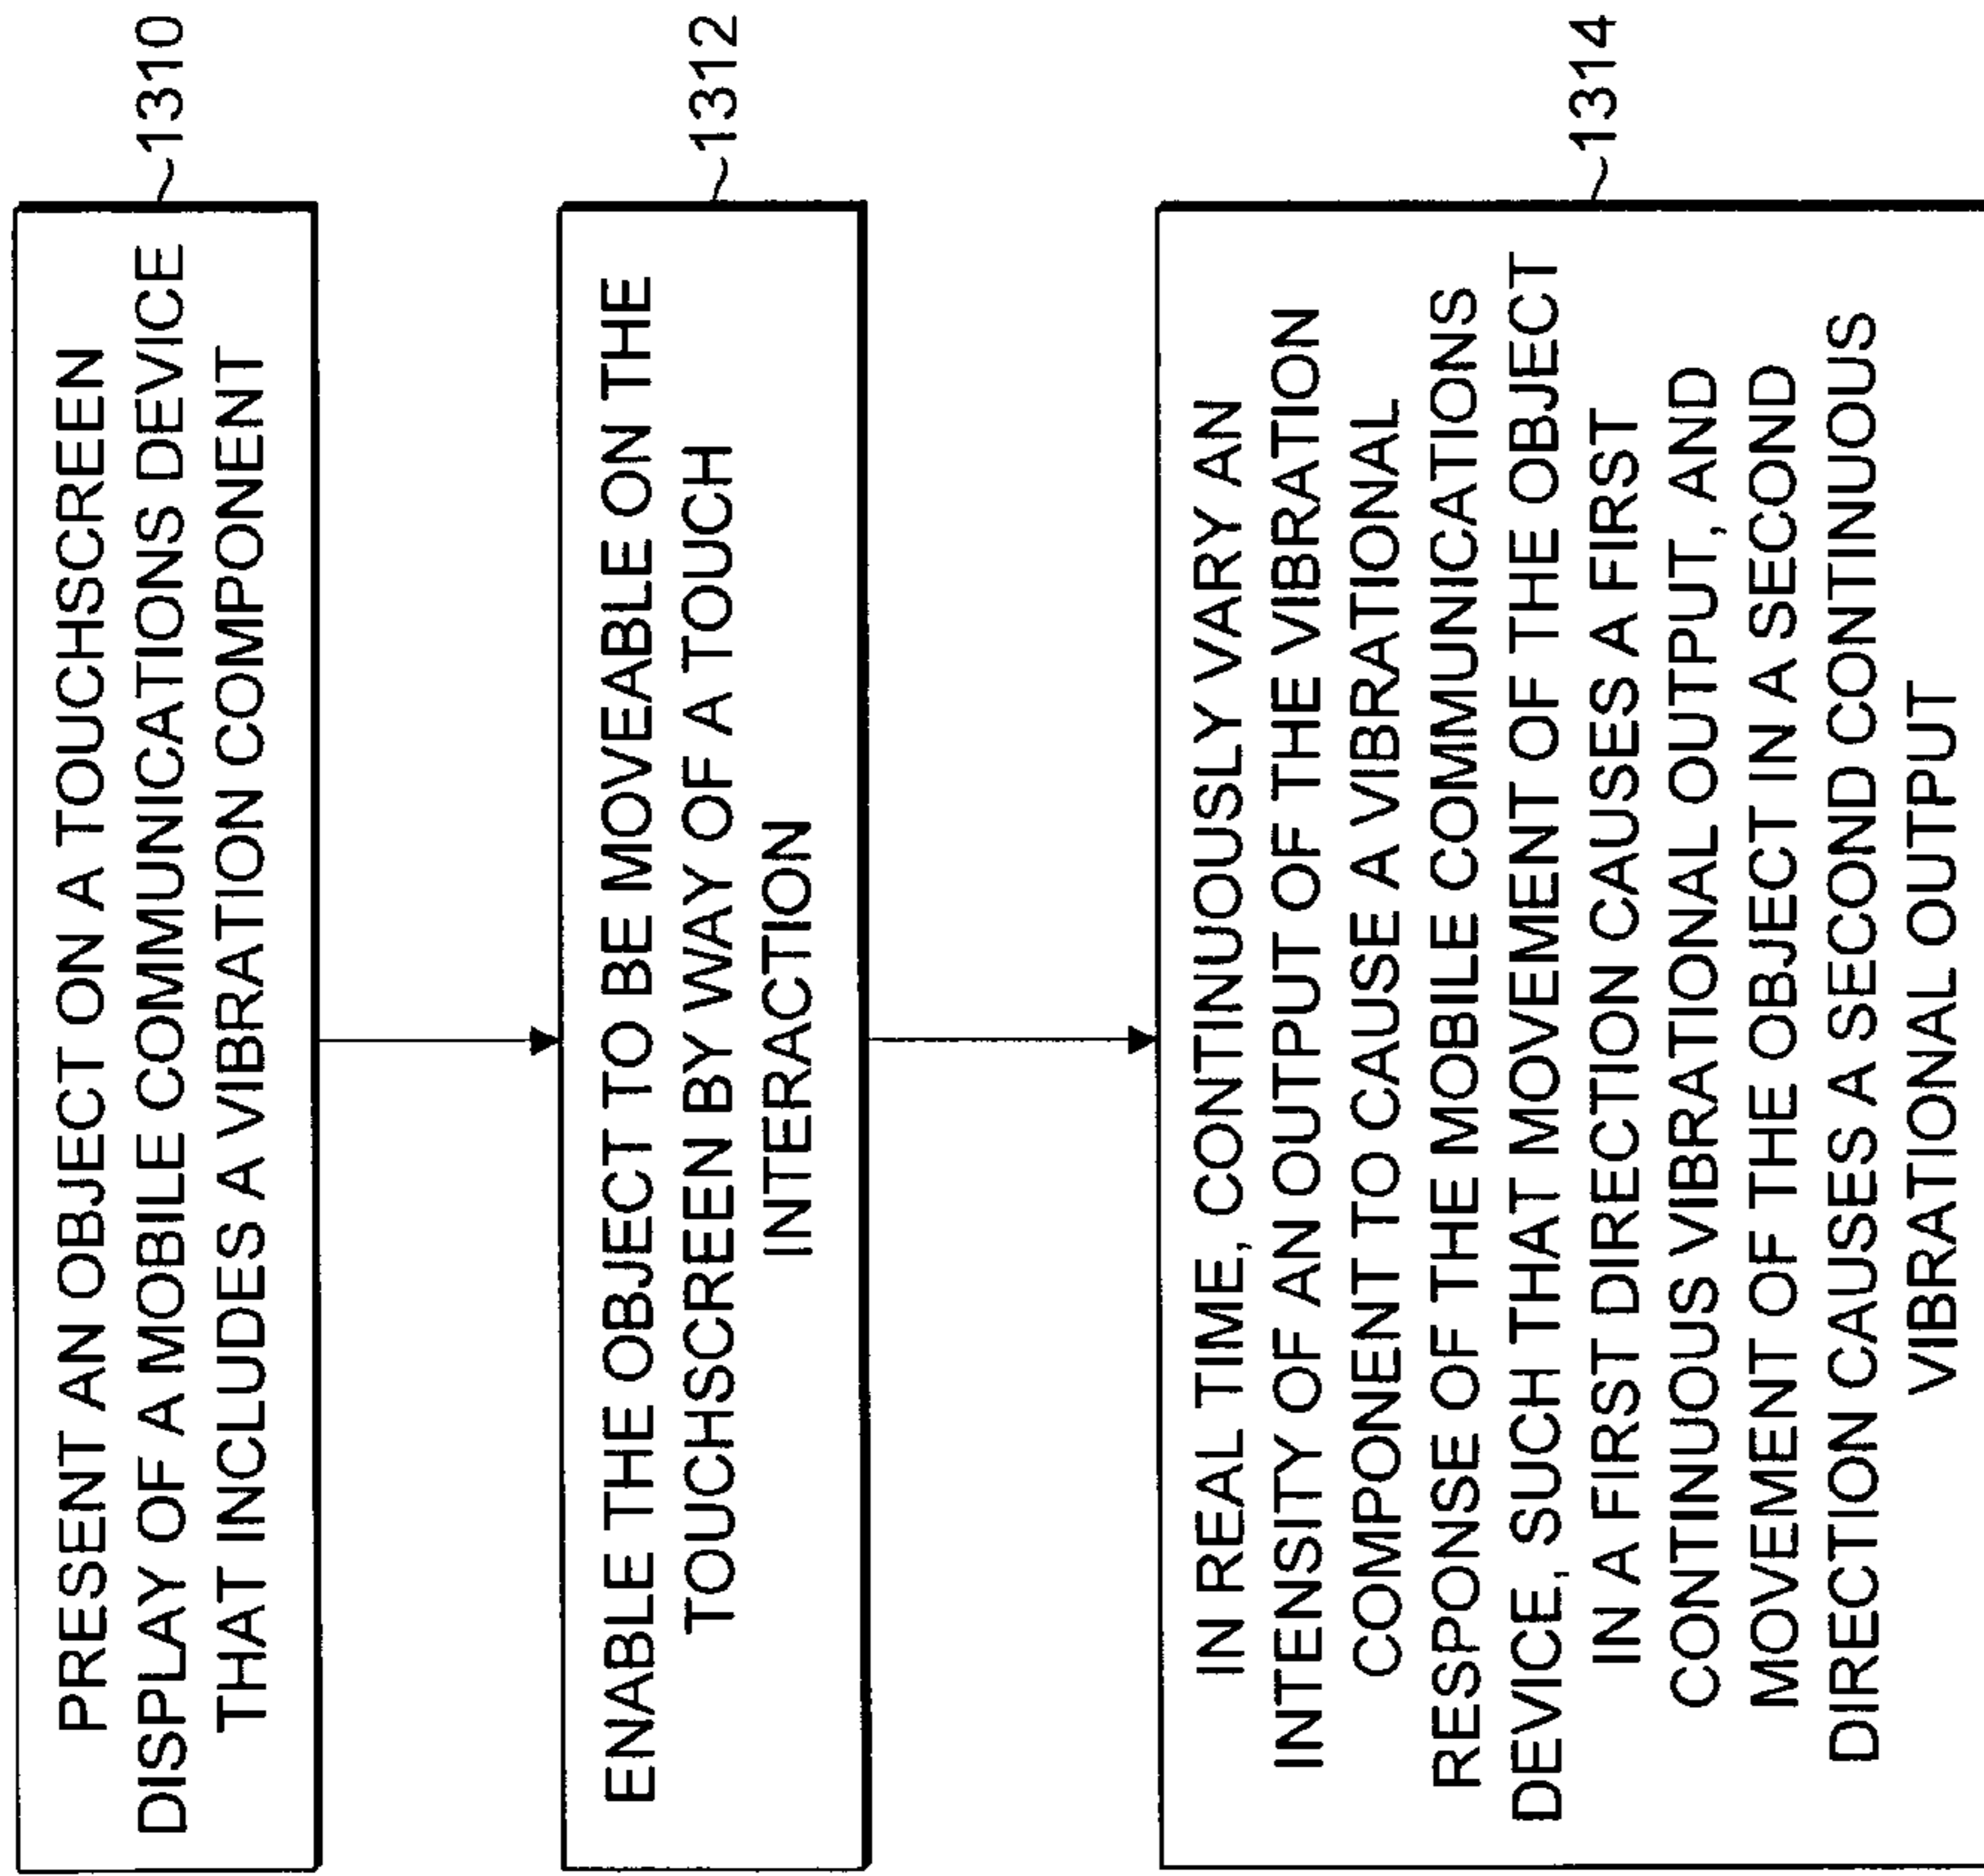 PRESENT AN OBJECT ON A TOUCHSCREEN
DISPLAY OF A MOBILE COMMUNICATIONS DEVICE
THAT INCLUDES A VIBRATION COMPONENT
1310
ENABLE THE OBJECT TO BE MOVEABLE ON THE
TOUCHSCREEN BY WAY OF A TOUCH
INTERACTION
1312
IN REAL TIME, CONTINUOUSLY VARY AN
INTENSITY OF AN OUTPUT OF THE VIBRATION
COMPONENT TO CAUSE A VIBRATIONAL
RESPONSE OF THE MOBILE COMMUNICATIONS
DEVICE, SUCH THAT MOVEMENT OF THE OBJECT
IN A FIRST DIRECTION CAUSES A FIRST
CONTINUOUS VIBRATIONAL OUTPUT, AND
MOVEMENT OF THE OBJECT IN A SECOND
DIRECTION CAUSES A SECOND CONTINUOUS
VIBRATIONAL OUTPUT
1314